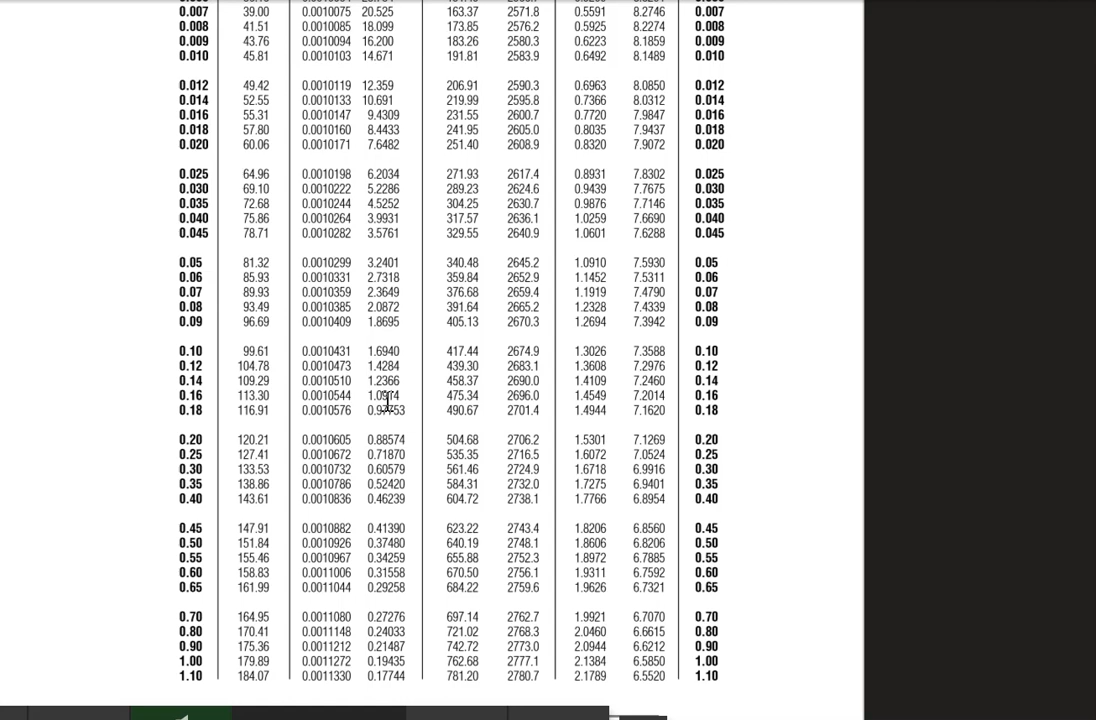 0.007 39.00 0.0010075 20.525 163.37 2571.8 0.5591 8.2746 0.007
0.008 41.51 0.0010085 18.099 173.85 2576.2 0.5925 8.2274 0.008
0.009 43.76 0.0010094 16.200 183.26 2580.3 0.6223 8.1859 0.009
0.010 45.81 0.0010103 14.671 191.81 2583.9 0.6492 8.1489 0.010
0.012 49.42 0.0010119 12.359 206.91 2590.3 0.6963 8.0850 0.012
0.014 52.55 0.0010133 10.691 219.99 2595.8 0.7366 8.0312 0.014
0.016 55.31 0.0010147 9.4309 231.55 2600.7 0.7720 7.9847 0.016
0.018 57.80 0.0010160 8.4433 241.95 2605.0 0.8035 7.9437 0.018
0.020 60.06 0.0010171 7.6482 251.40 2608.9 0.8320 7.9072 0.020
0.025 64.96 0.0010198 6.2034 271.93 2617.4 0.8931 7.8302 0.025
0.030 69.10 0.0010222 5.2286 289.23 2624.6 0.9439 7.7675 0.030
0.035 72.68 0.0010244 4.5252 304.25 2630.7 0.9876 7.7146 0.035
0.040 75.86 0.0010264 3.9931 317.57 2636.1 1.0259 7.6690 0.040
0.045 78.71 0.0010282 3.5761 329.55 2640.9 1.0601 7.6288 0.045
0.05 81.32 0.0010299 3.2401 340.48 2645.2 1.0910 7.5930 0.05
0.06 85.93 0.0010331 2.7318 359.84 2652.9 1.1452 7.5311 0.06
0.07 89.93 0.0010359 2.3649 376.68 2659.4 1.1919 7.4790 0.07
0.08 93.49 0.0010385 2.0872 391.64 2665.2 1.2328 7.4339 0.08
0.09 96.69 0.0010409 1.8695 405.13 2670.3 1.2694 7.3942 0.09
0.10 99.61 0.0010431 1.6940 417.44 2674.9 1.3026 7.3588 0.10
0.12 104.78 0.0010473 1.4284 439.30 2683.1 1.3608 7.2976 0.12
0.14 109.29 0.0010510 1.2366 458.37 2690.0 1.4109 7.2460 0.14
0.16 113.30 0.0010544 475.34 2696.0 1.4549 7.2014 0.16
0.18 116.91 0.0010576 490.67 2701.4 1.4944 7.1620 0.18
0.20 120.21 0.0010605 0.88574 504.68 2706.2 1.5301 7.1269 0.20
0.25 127.41 0.0010672 0.71870 535.35 2716.5 1.6072 7.0524 0.25
0.30 133.53 0.0010732 0.60579 561.46 2724.9 1.6718 6.9916 0.30
0.35 138.86 0.0010786 0.52420 584.31 2732.0 1.7275 6.9401 0.35
0.40 143.61 0.0010836 0.46239 604.72 2738.1 1.7766 6.8954 0.40
0.45 147.91 0.0010882 0.41390 623.22 2743.4 1.8206 6.8560 0.45
0.50 151.84 0.0010926 0.37480 640.19 2748.1 1.8606 6.8206 0.50
0.55 155.46 0.0010967 0.34259 655.88 2752.3 1.8972 6.7885 0.55
0.60 158.83 0.0011006 0.31558 670.50 2756.1 1.9311 6.7592 0.60
0.65 161.99 0.0011044 0.29258 684.22 2759.6 1.9626 6.7321 0.65
0.70 164.95 0.0011080 0.27276 697.14 2762.7 1.9921 6.7070 0.70
0.80 170.41 0.0011148 0.24033 721.02 2768.3 2.0460 6.6615 0.80
0.90 175.36 0.0011212 0.21487 742.72 2773.0 2.0944 6.6212 0.90
1.00 179.89 0.0011272 0.19435 762.68 2777.1 2.1384 6.5850 1.00
1.10 184.07 0.0011330 0.17744 781.20 2780.7 2.1789 6.5520 1.10